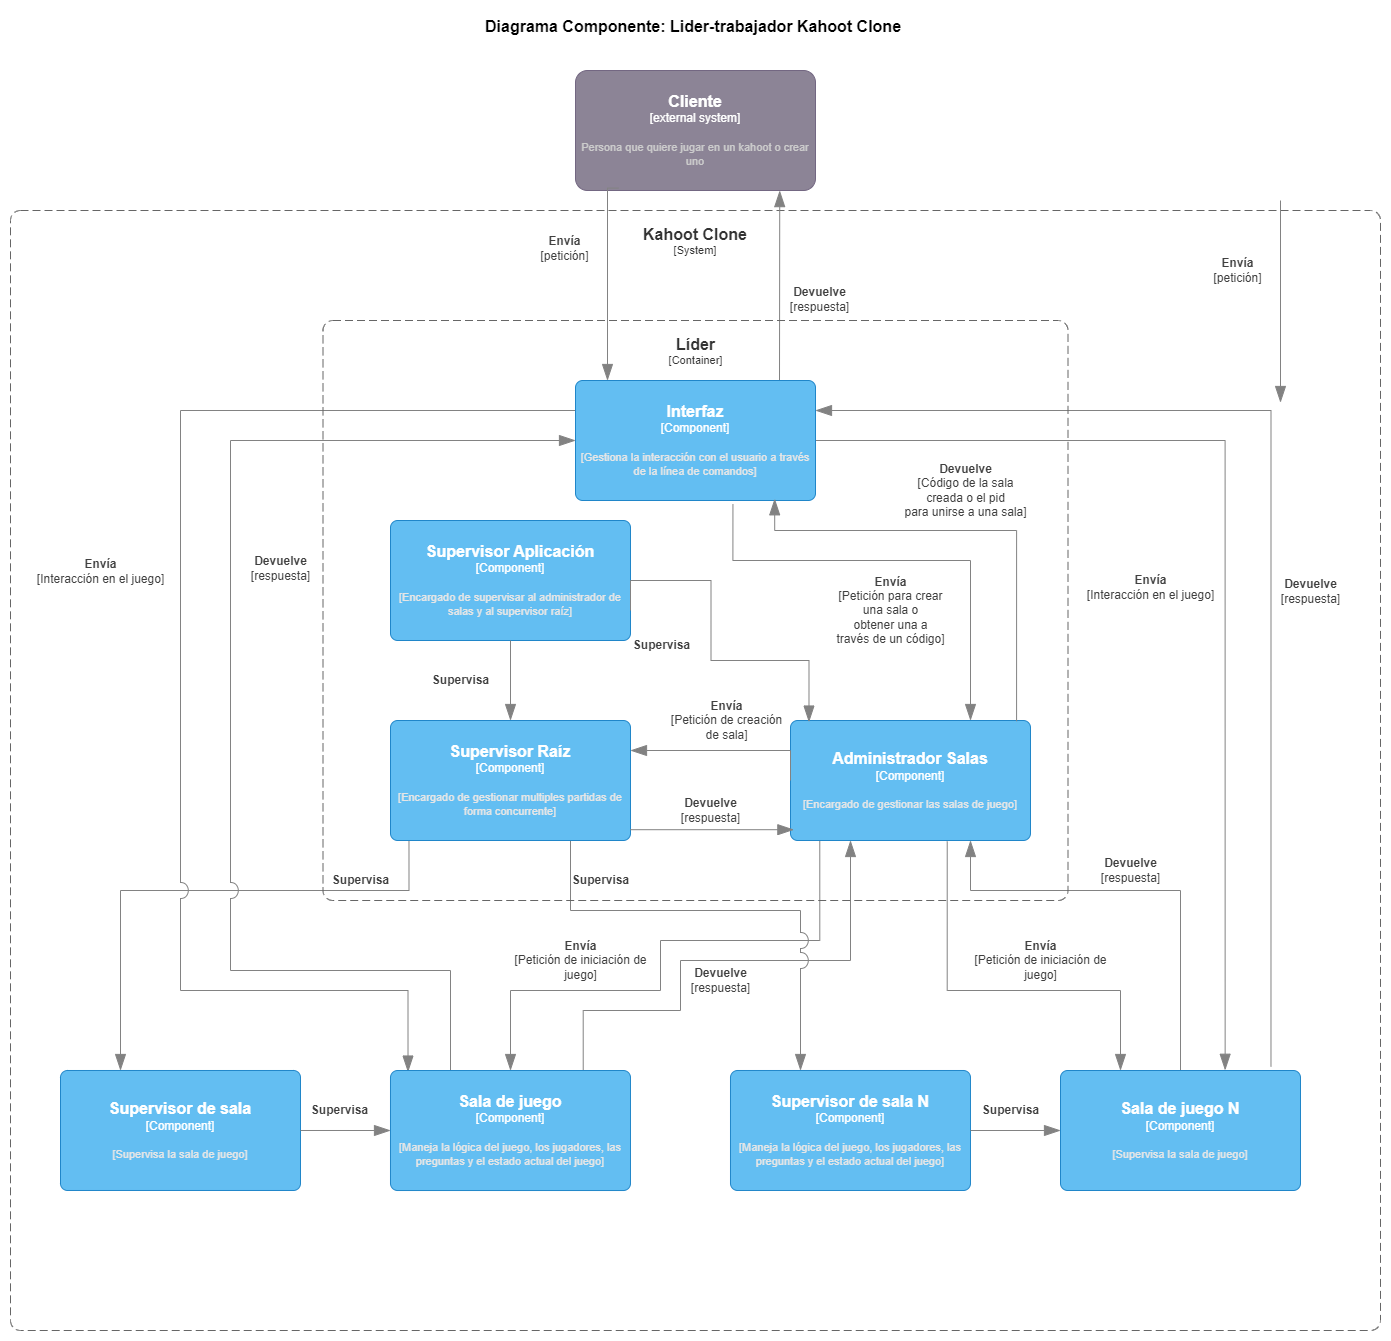 Diagrama Componente: Lider-trabajador Kahoot Clone
Cliente
[external system]
Persona que quiere jugar en un kahoot o crear
uno
Envía
[petición]
Kahoot Clone
[System]
Devuelve
[respuesta]
Envía
[petición]
Líder
[Container]
Interfaz
[Component]
[Gestiona la interacción con el usuario a través
de la línea de comandos]
Devuelve
[Código de la sala
creada o el pid
para unirse a una sala]
Supervisor Aplicación
[Component]
[Encargado de supervisar al administrador de
salas y al supervisor raíz]
Envía
[Interacción en el juego]
Devuelve
[respuesta]
Envía
[Petición para crear
una sala o
obtener una a
través de un código]
Envía
[Interacción en el juego]
Devuelve
[respuesta]
Supervisa
Supervisa
Envía
[Petición de creación
de sala]
Supervisor Raíz
[Component]
[Encargado de gestionar multiples partidas de
forma concurrente]
Administrador Salas
[Component]
[Encargado de gestionar las salas de juego]
Devuelve
[respuesta]
Supervisa
Supervisa
Devuelve
[respuesta]
Envía
[Petición de iniciación de
juego]
Devuelve
[respuesta]
Envía
[Petición de iniciación de
juego]
Supervisor de sala
[Component]
[Supervisa la sala de juego]
Supervisa
Sala de juego
[Component]
[Maneja la lógica del juego, los jugadores, las
preguntas y el estado actual del juego]
Supervisor de sala N
[Component]
[Maneja la lógica del juego, los jugadores, las
preguntas y el estado actual del juego]
Supervisa
Sala de juego N
[Component]
[Supervisa la sala de juego]